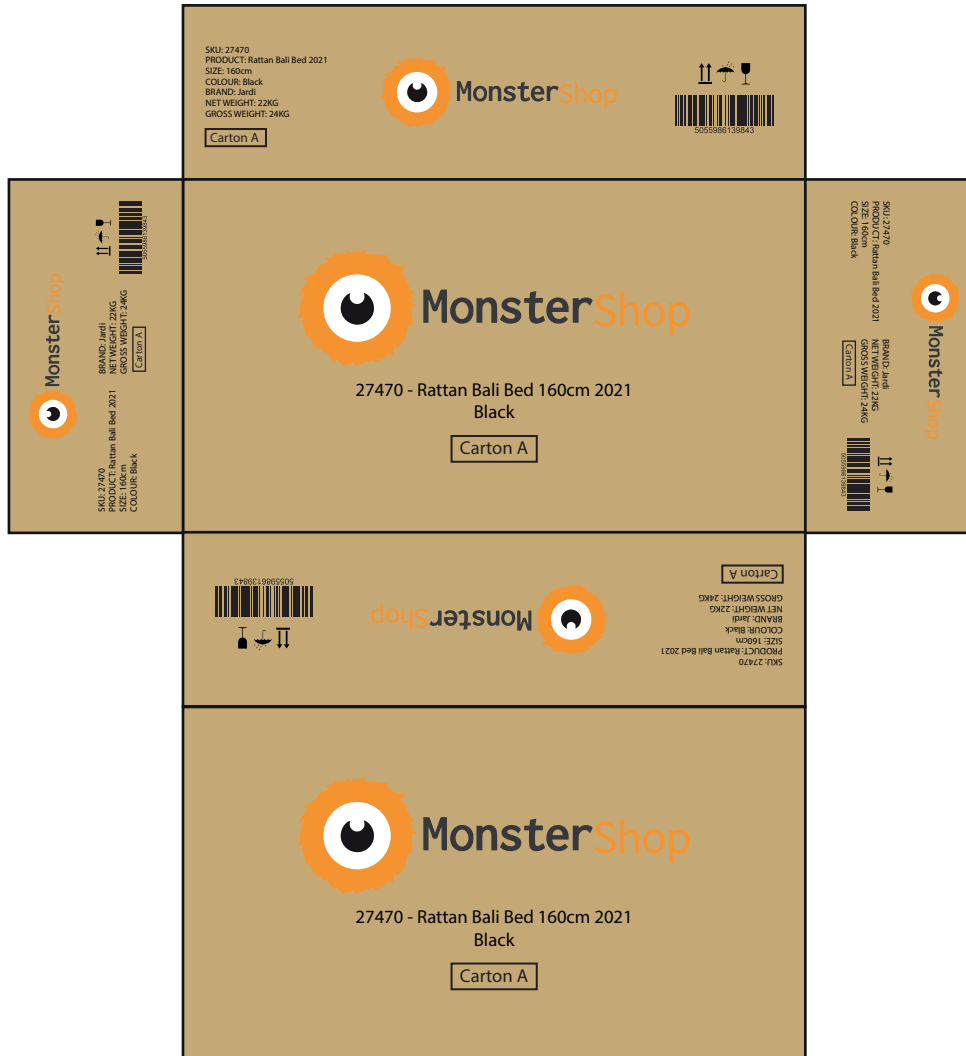 SKU: 27470
PRODUCT: Rattan Bali Bed 2021
SIZE: 160cm
COLOUR: Black
BRAND: Jardi
NET WEIGHT: 22KG
GROSS WEIGHT: 24KG
Carton A
MonsterShop
5055986139843
SKU: 27470
PRODUCT: Rattan Bali Bed 2021
SIZE: 160cm
COLOUR: Black
BRAND: Jardi
NET WEIGHT: 22KG
GROSS WEIGHT: 24KG
Carton A
5055986139843
MonsterShop
MonsterShop
27470 - Rattan Bali Bed 160cm 2021
Black
Carton A
SKU: 27470
PRODUCT: Rattan Bali Bed 2021
SIZE: 160cm
COLOUR: Black
BRAND: Jardi
NET WEIGHT: 22KG
GROSS WEIGHT: 24KG
Carton A
5055986139843
MonsterShop
SKU: 27470
PRODUCT: Rattan Bali Bed 2021
SIZE: 160cm
COLOUR: Black
BRAND: Jardi
NET WEIGHT: 22KG
GROSS WEIGHT: 24KG
Carton A
MonsterShop
5055986139843
MonsterShop
27470 - Rattan Bali Bed 160cm 2021
Black
Carton A